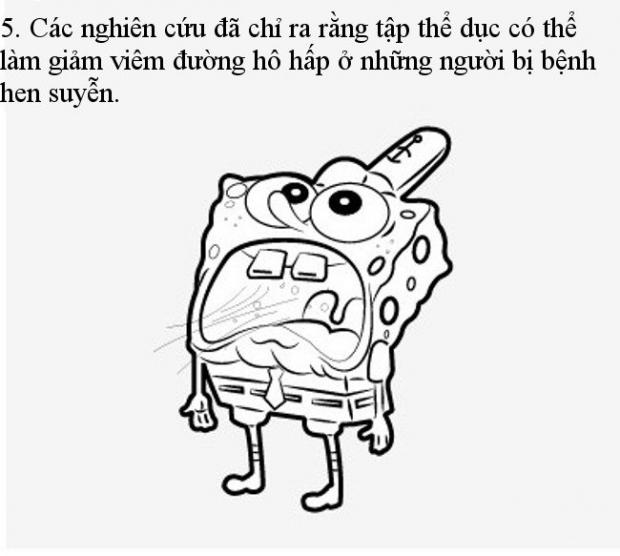 5. Các nghiên cứu đã chỉ ra rằng tập thể dục có thể
làm giảm viêm đường hô hấp ở những người bị bệnh
hen suyễn.